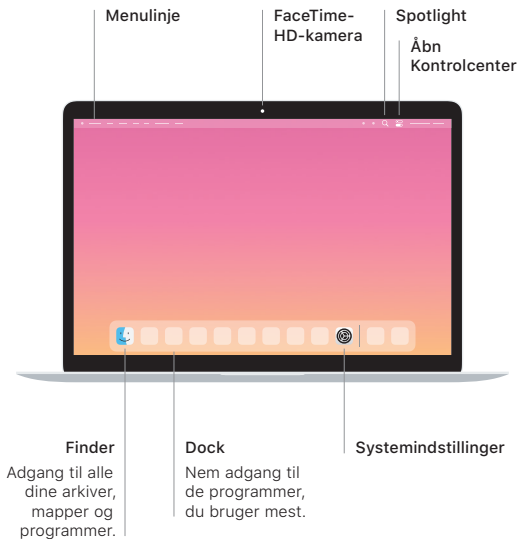 Menulinje
FaceTime-
HD-kamera
Spotlight
Åbn
Kontrolcenter
Finder
Adgang til alle
dine arkiver,
mapper og
programmer.
Dock
Nem adgang til
de programmer,
du bruger mest.
Systemindstillinger